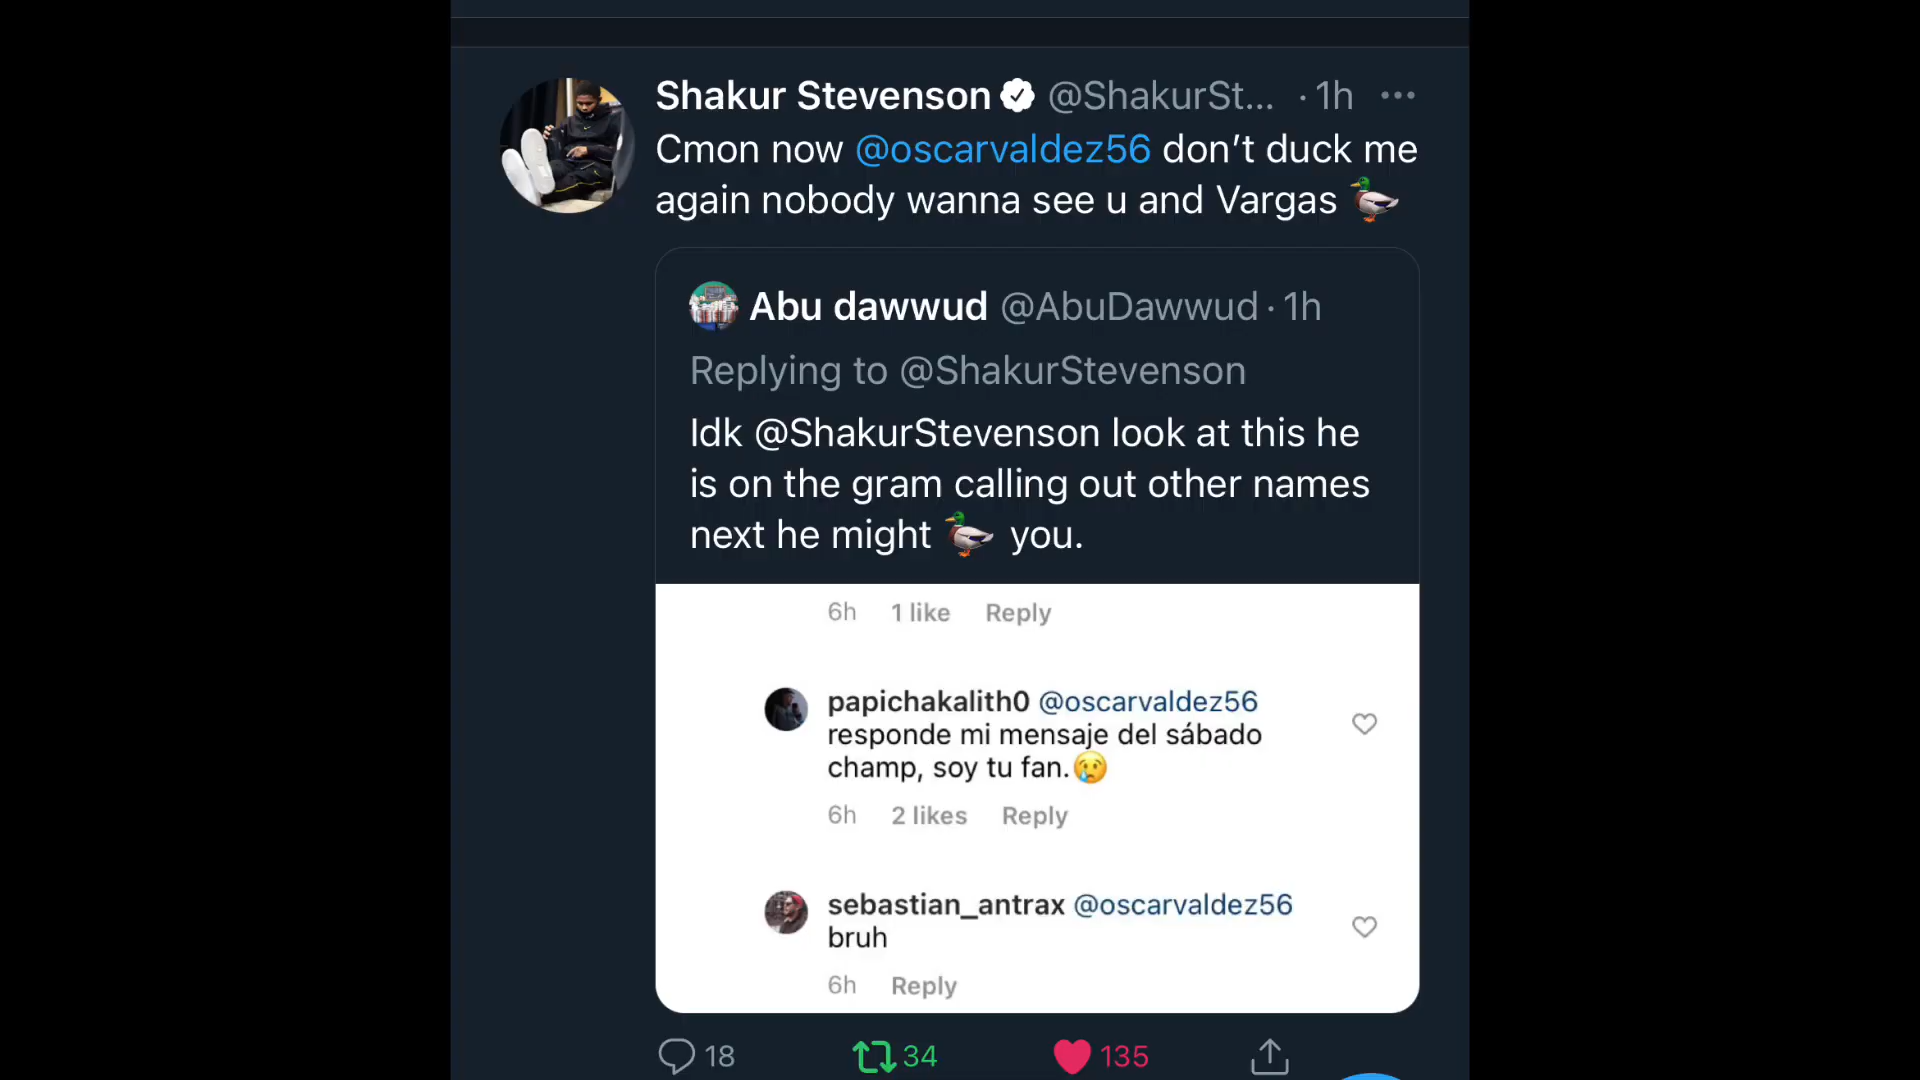 Shakur Stevenson @ShakurSt... · 1h
Cmon now @oscarvaldez56 don’t duck me
again nobody wanna see u and Vargas 🦆
Abu dawwud @AbuDawwud · 1h
Replying to @ShakurStevenson
Idk @ShakurStevenson look at this he
is on the gram calling out other names
next he might 🦆 you.
6h 1 like Reply
papichakalith0 @oscarvaldez56
responde mi mensaje del sábado
champ, soy tu fan.😢
6h 2 likes Reply
sebastian_antrax @oscarvaldez56
bruh
6h Reply
18 34 135